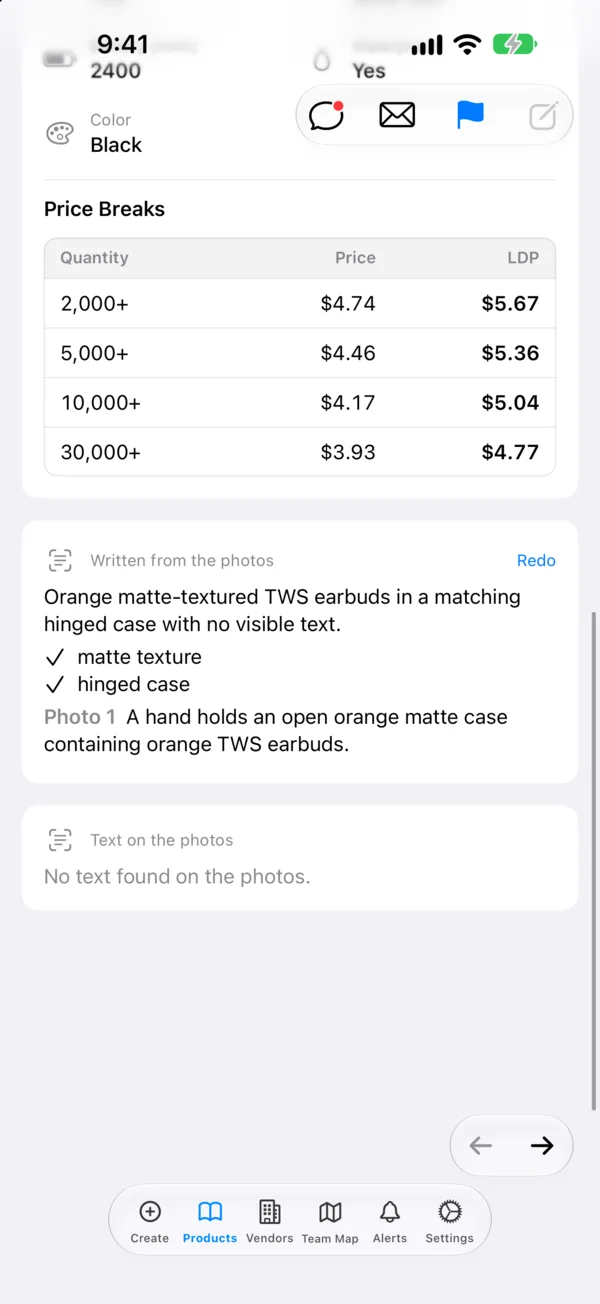 9:41
2400
Yes
Color
Black
Price Breaks
Quantity Price LDP
2,000+ $4.74 $5.67
5,000+ $4.46 $5.36
10,000+ $4.17 $5.04
30,000+ $3.93 $4.77
Written from the photos Redo
Orange matte-textured TWS earbuds in a matching
hinged case with no visible text.
matte texture
hinged case
Photo 1 A hand holds an open orange matte case
containing orange TWS earbuds.
Text on the photos
No text found on the photos.
Create Products Vendors Team Map Alerts Settings